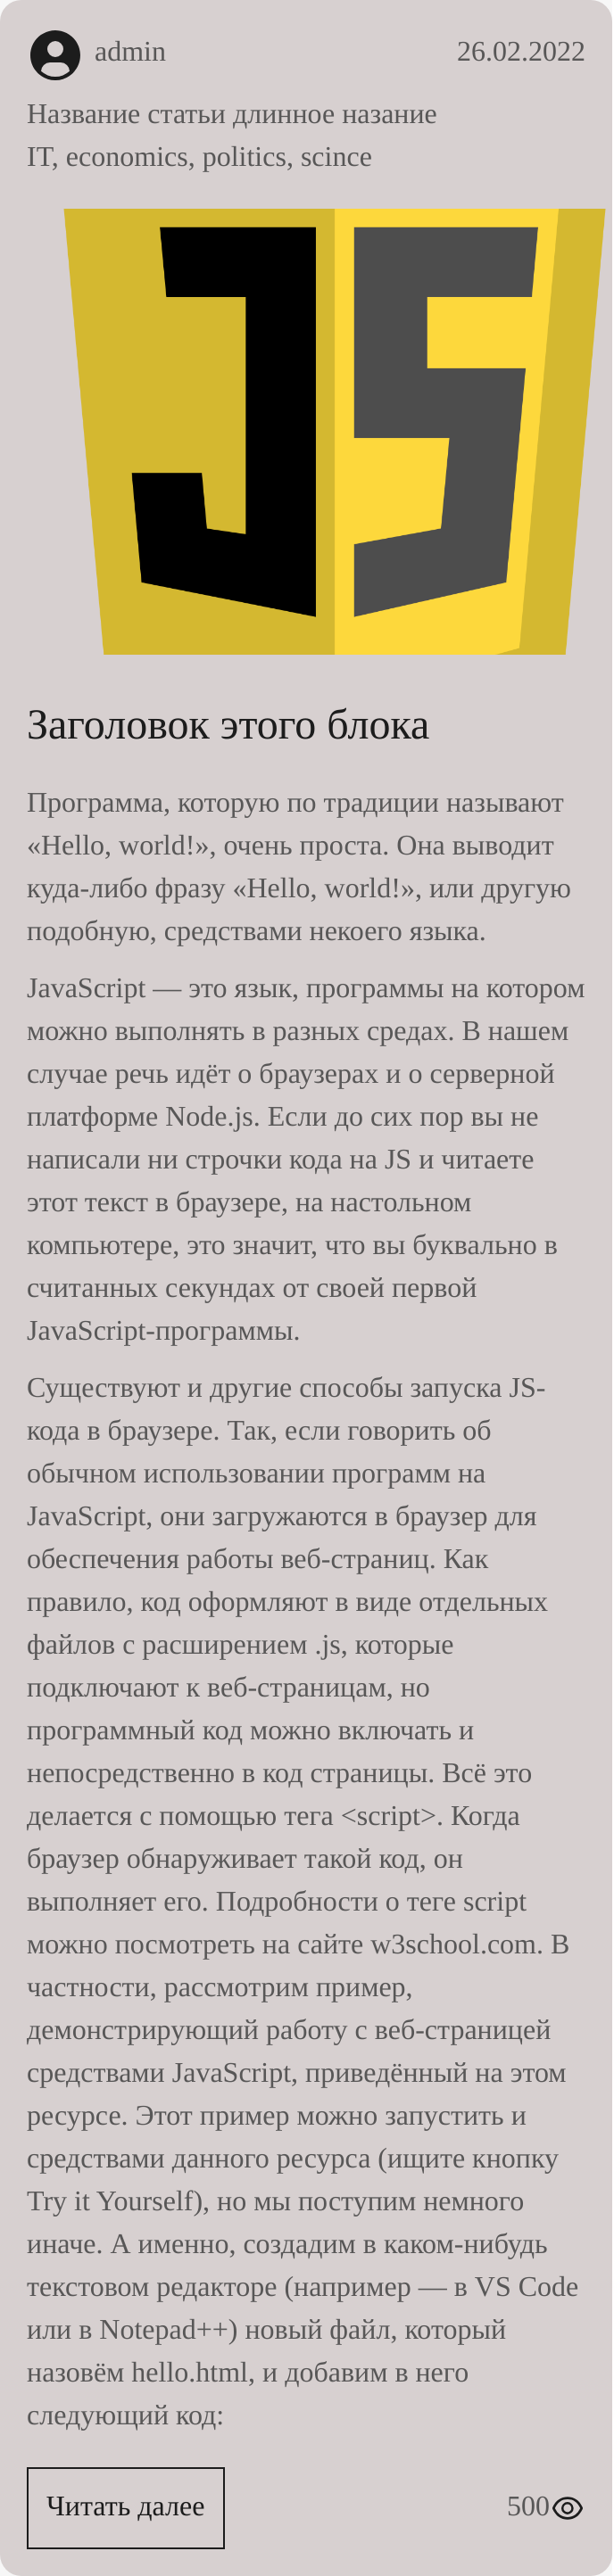 admin
26.02.2022
Название статьи длинное назание
IT, economics, politics, scince
JS
Заголовок этого блока
Программа, которую по традиции называют
«Hello, world!», очень проста. Она выводит
куда-либо фразу «Hello, world!», или другую
подобную, средствами некоего языка.
JavaScript — это язык, программы на котором
можно выполнять в разных средах. В нашем
случае речь идёт о браузерах и о серверной
платформе Node.js. Если до сих пор вы не
написали ни строчки кода на JS и читаете
этот текст в браузере, на настольном
компьютере, это значит, что вы буквально в
считанных секундах от своей первой
JavaScript-программы.
Существуют и другие способы запуска JS-
кода в браузере. Так, если говорить об
обычном использовании программ на
JavaScript, они загружаются в браузер для
обеспечения работы веб-страниц. Как
правило, код оформляют в виде отдельных
файлов с расширением .js, которые
подключают к веб-страницам, но
программный код можно включать и
непосредственно в код страницы. Всё это
делается с помощью тега <script>. Когда
браузер обнаруживает такой код, он
выполняет его. Подробности о теге script
можно посмотреть на сайте w3school.com. В
частности, рассмотрим пример,
демонстрирующий работу с веб-страницей
средствами JavaScript, приведённый на этом
ресурсе. Этот пример можно запустить и
средствами данного ресурса (ищите кнопку
Try it Yourself), но мы поступим немного
иначе. А именно, создадим в каком-нибудь
текстовом редакторе (например — в VS Code
или в Notepad++) новый файл, который
назовём hello.html, и добавим в него
следующий код:
Читать далее
500